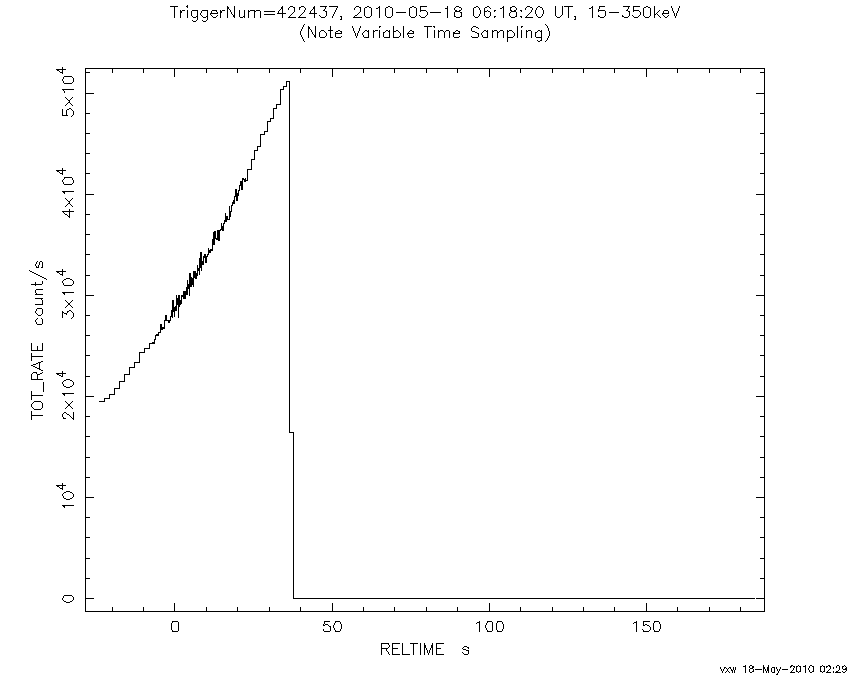 TriggerNum=422437, 2010-05-18 06:18:20 UT, 15-350keV
(Note Variable Time Sampling)
TOT_RATE count/s
5×10⁴
4×10⁴
3×10⁴
2×10⁴
10⁴
0
0 50 100 150
RELTIME s
vxw 18-May-2010 02:29